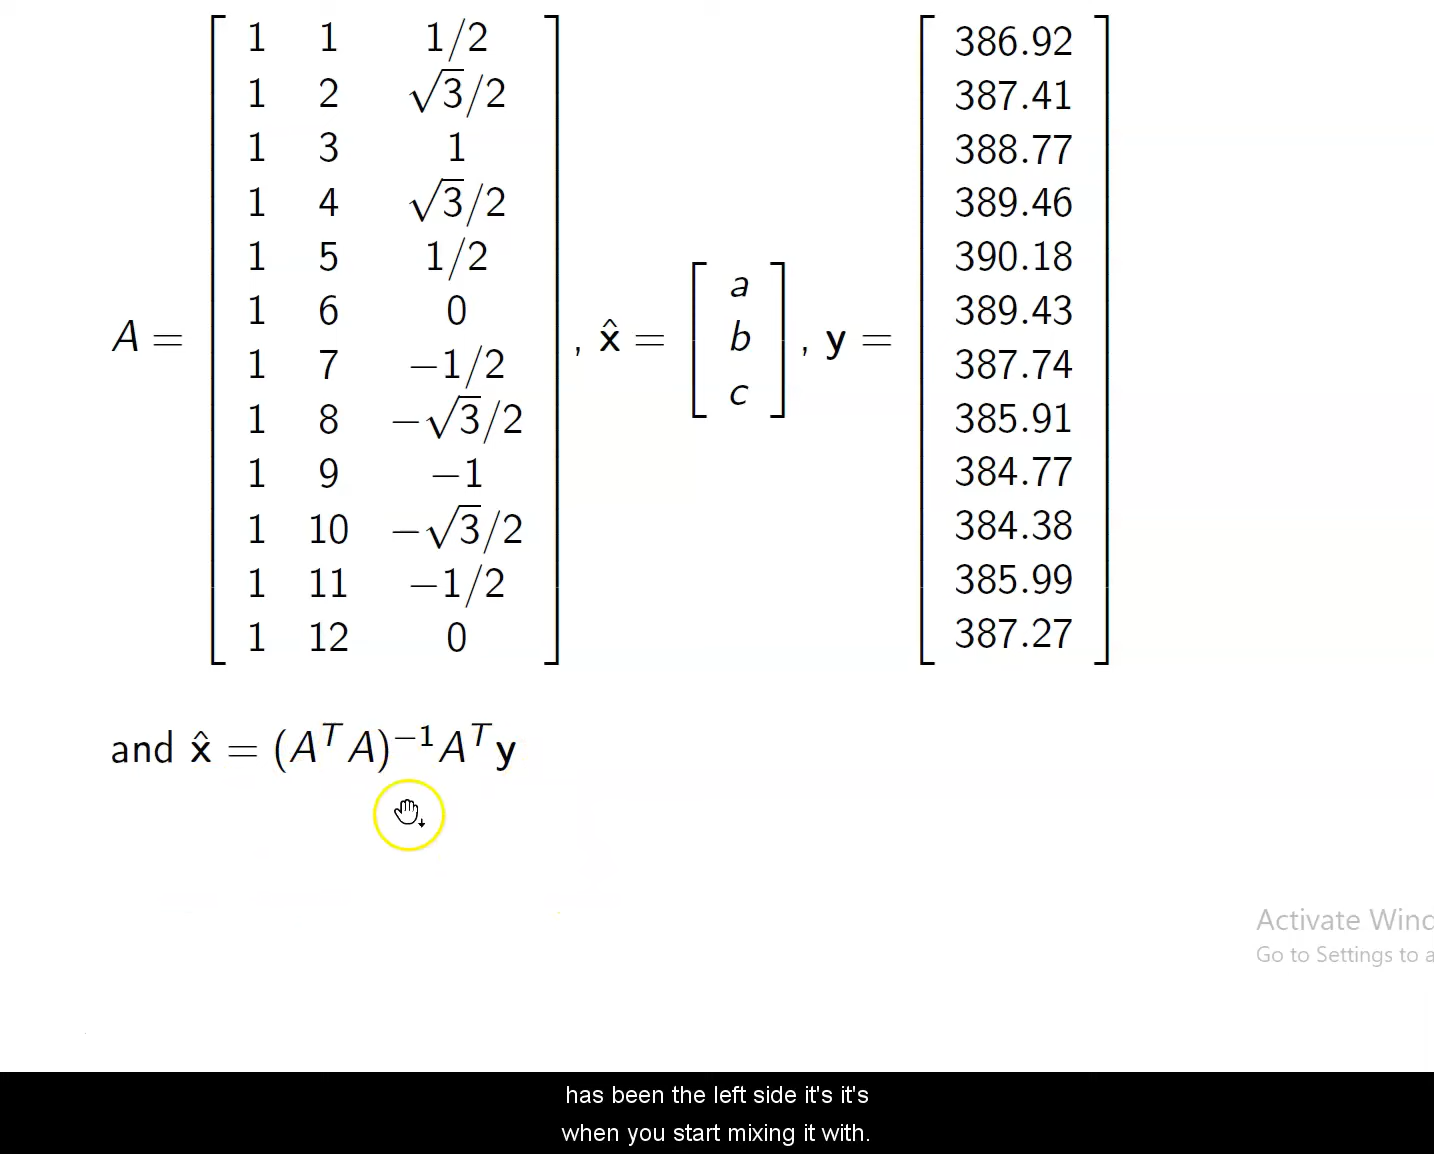 A = [ 1 1 1/2
1 2 √3/2
1 3 1
1 4 √3/2
1 5 1/2
1 6 0
1 7 −1/2
1 8 −√3/2
1 9 −1
1 10 −√3/2
1 11 −1/2
1 12 0 ]
, x̂ = [ a
b
c ]
, y = [ 386.92
387.41
388.77
389.46
390.18
389.43
387.74
385.91
384.77
384.38
385.99
387.27 ]
and x̂ = (AᵀA)⁻¹Aᵀy
Activate Wind
Go to Settings to a
has been the left side it's it's
when you start mixing it with.